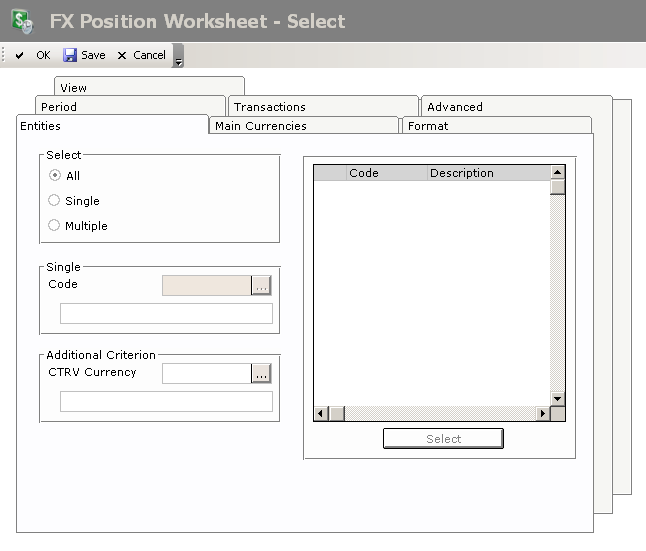 FX Position Worksheet - Select
OK Save Cancel
View
Period Transactions Advanced
Entities Main Currencies Format
Select
All
Single
Multiple
Single
Code ...
Additional Criterion
CTRV Currency ...
Code Description
Select